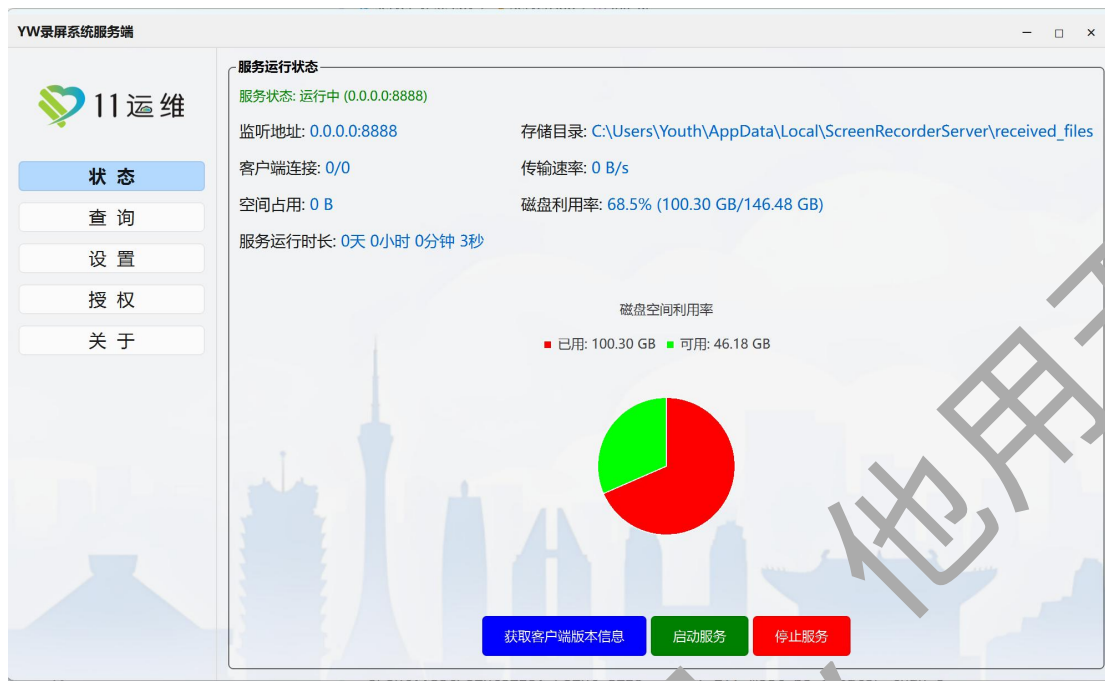 YW录屏系统服务端
11运维
状态
查询
设置
授权
关于
服务运行状态
服务状态: 运行中 (0.0.0.0:8888)
监听地址: 0.0.0.0:8888
存储目录: C:\Users\Youth\AppData\Local\ScreenRecorderServer\received_files
客户端连接: 0/0
传输速率: 0 B/s
空间占用: 0 B
磁盘利用率: 68.5% (100.30 GB/146.48 GB)
服务运行时长: 0天 0小时 0分钟 3秒
磁盘空间利用率
已用: 100.30 GB 可用: 46.18 GB
获取客户端版本信息 启动服务 停止服务
他用